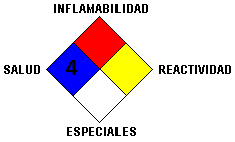 INFLAMABILIDAD
SALUD 4 REACTIVIDAD
ESPECIALES